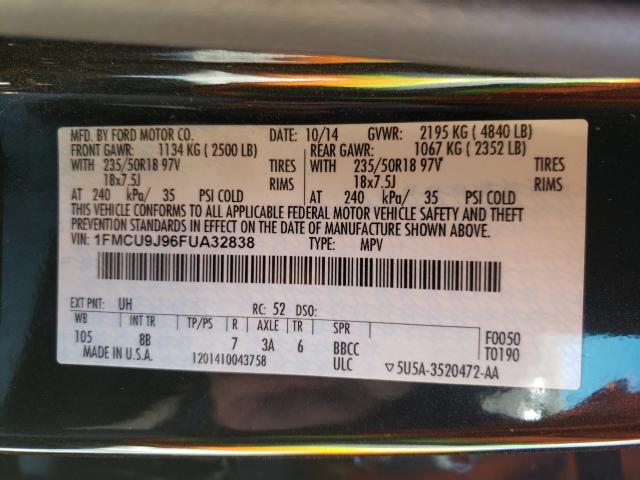 MFD. BY FORD MOTOR CO. DATE: 10/14 GVWR: 2195 KG ( 4840 LB)
FRONT GAWR: 1134 KG ( 2500 LB) REAR GAWR: 1067 KG ( 2352 LB)
WITH 235/50R18 97V TIRES WITH 235/50R18 97V TIRES
18x7.5J RIMS 18x7.5J RIMS
AT 240 kPa/ 35 PSI COLD AT 240 kPa/ 35 PSI COLD
THIS VEHICLE CONFORMS TO ALL APPLICABLE FEDERAL MOTOR VEHICLE SAFETY AND THEFT
PREVENTION STANDARDS IN EFFECT ON THE DATE OF MANUFACTURE SHOWN ABOVE.
VIN: 1FMCU9J96FUA32838 TYPE: MPV
EXT PNT: UH RC: 52 DSO:
WB INT TR TP/PS R AXLE TR SPR F0050
105 8B 7 3A 6 BBCC T0190
MADE IN U.S.A. 1201410043758 ULC ▽5U5A-3520472-AA